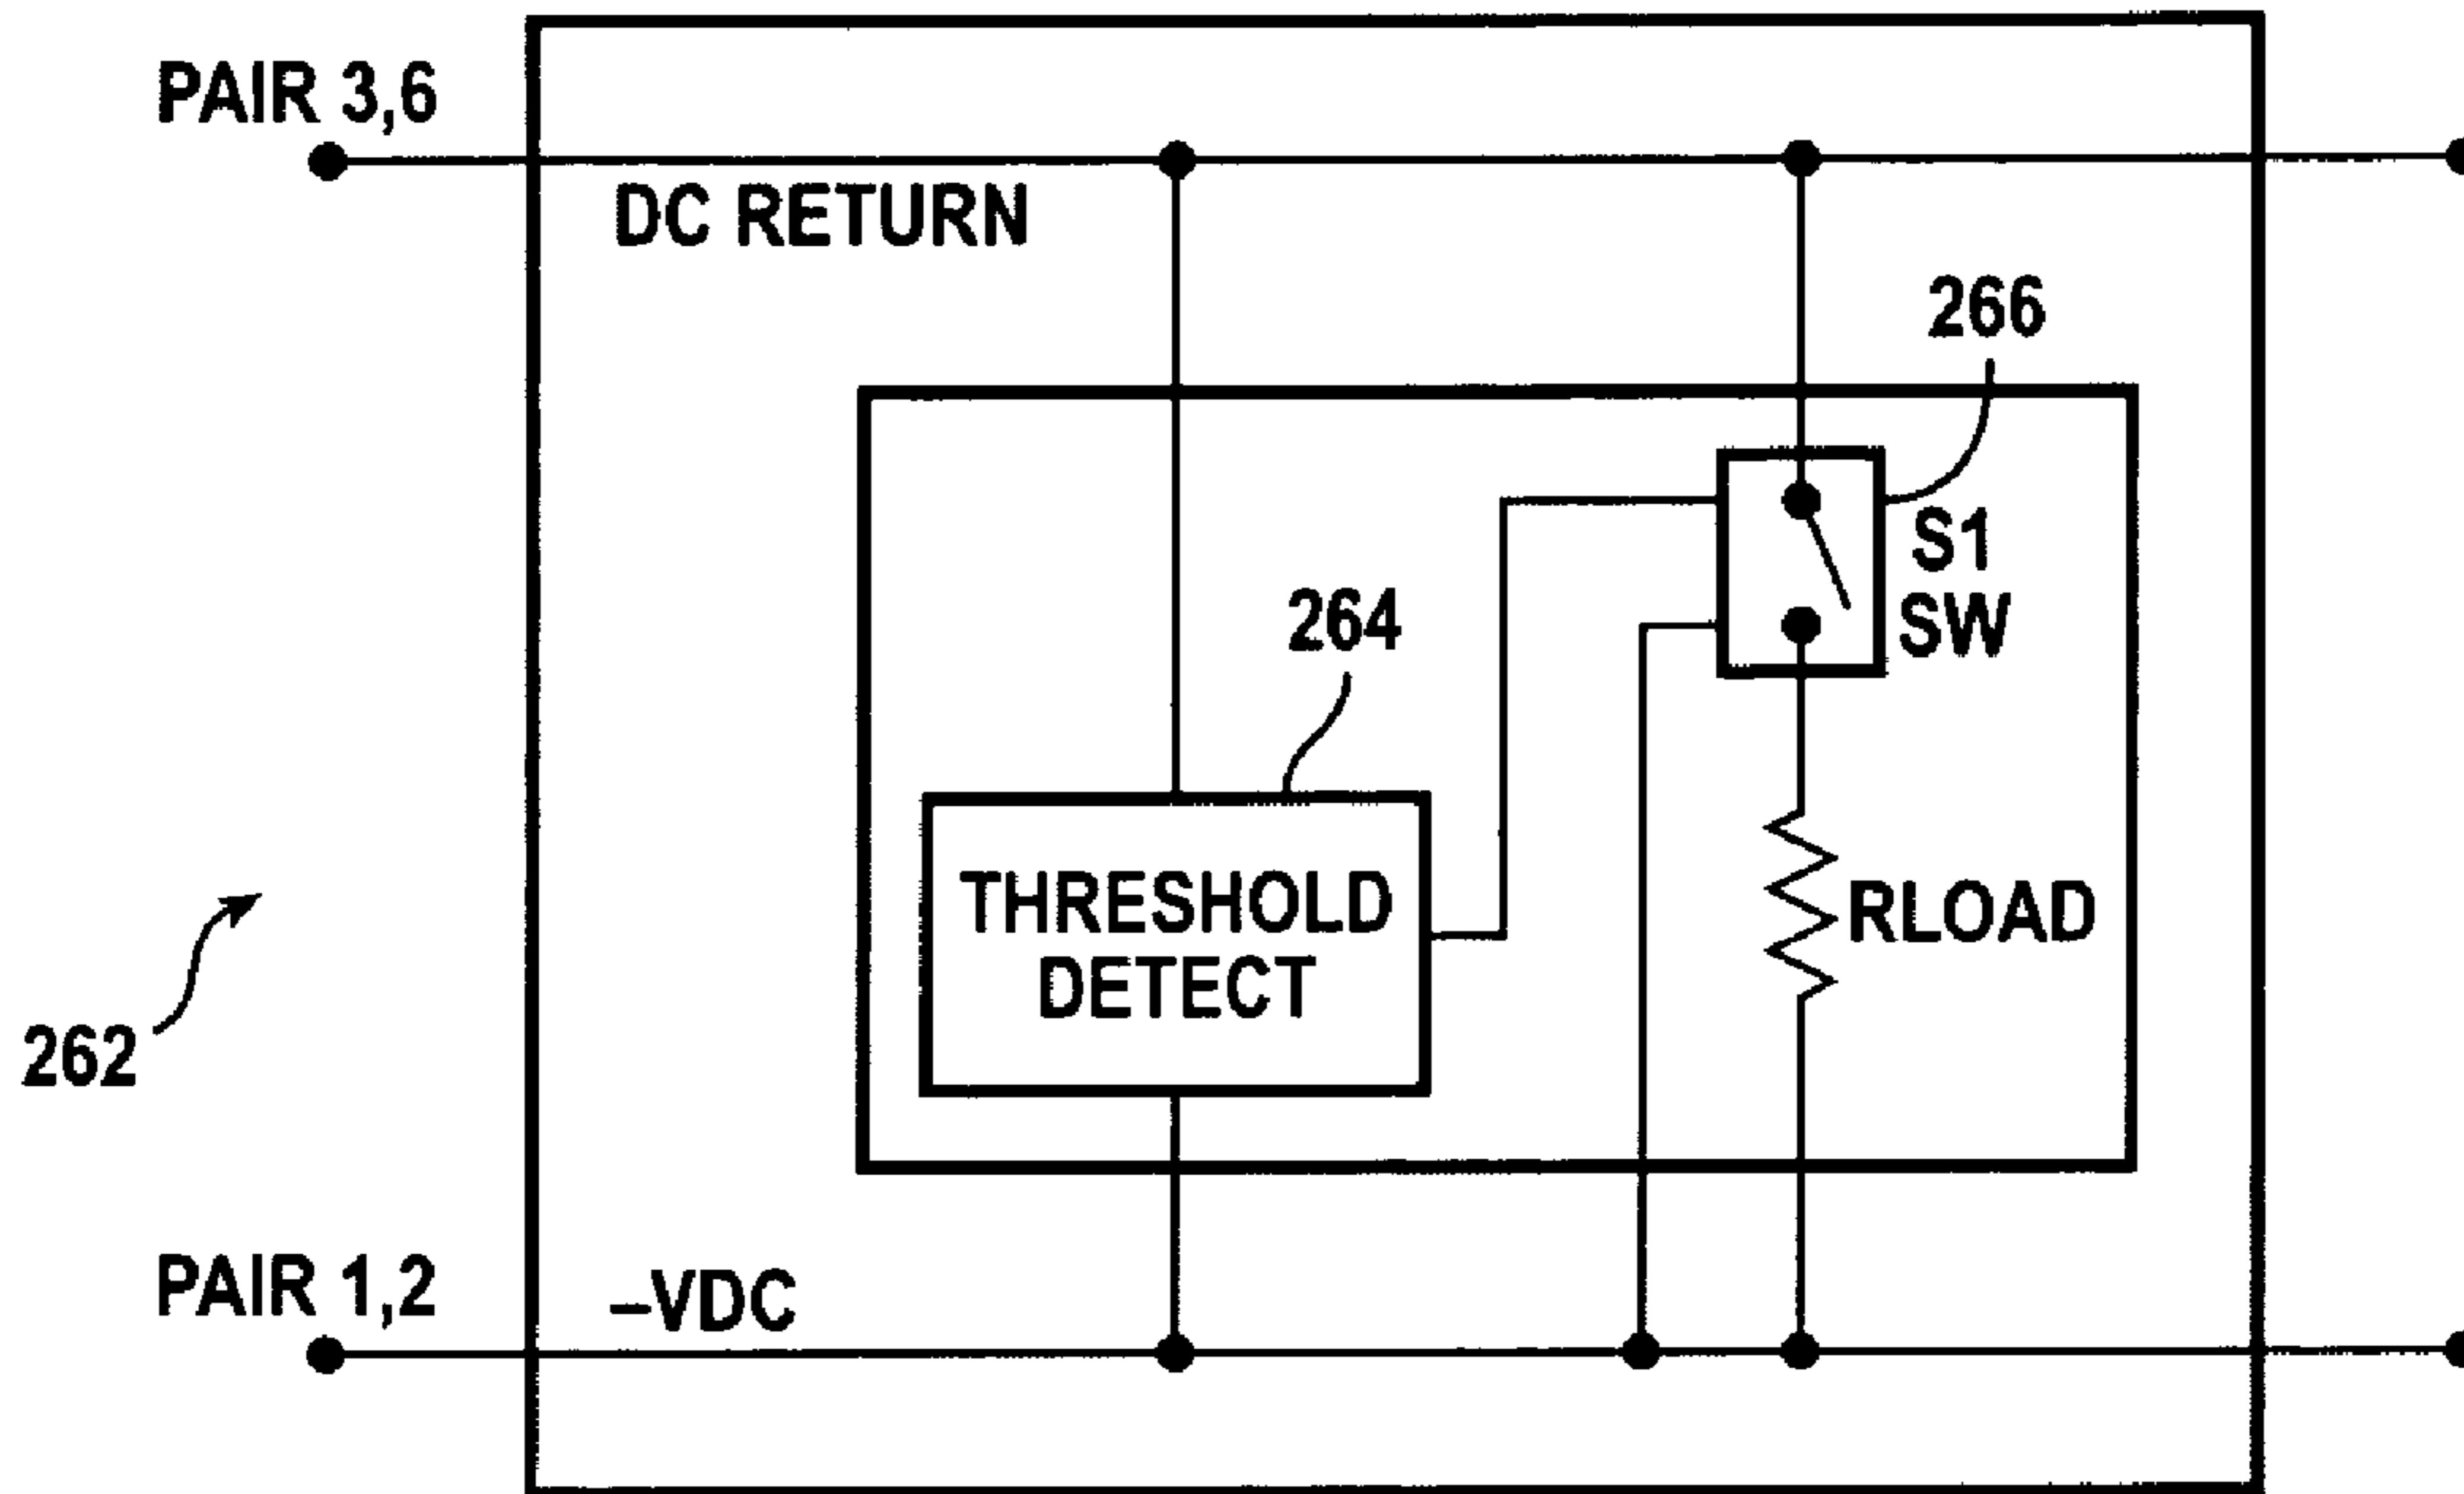 PAIR 3,6
DC RETURN
266
S1
SW
264
THRESHOLD
DETECT
RLOAD
262
PAIR 1,2
–VDC